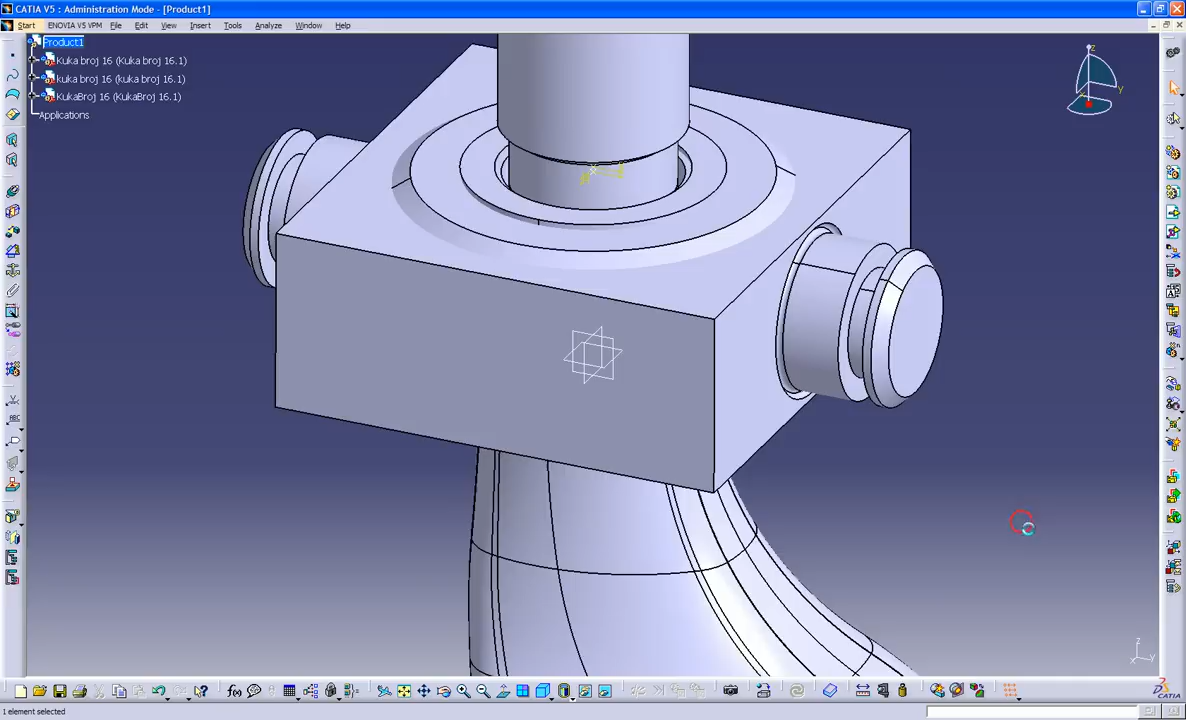 CATIA V5 : Administration Mode - [Product1]
Start ENOVIA V5 VPM File Edit View Insert Tools Analyze Window Help
Product1
Kuka broj 16 (Kuka broj 16.1)
kuka broj 16 (kuka broj 16.1)
KukaBroj 16 (KukaBroj 16.1)
Applications
z
y
z
x
y
CATIA
1 element selected